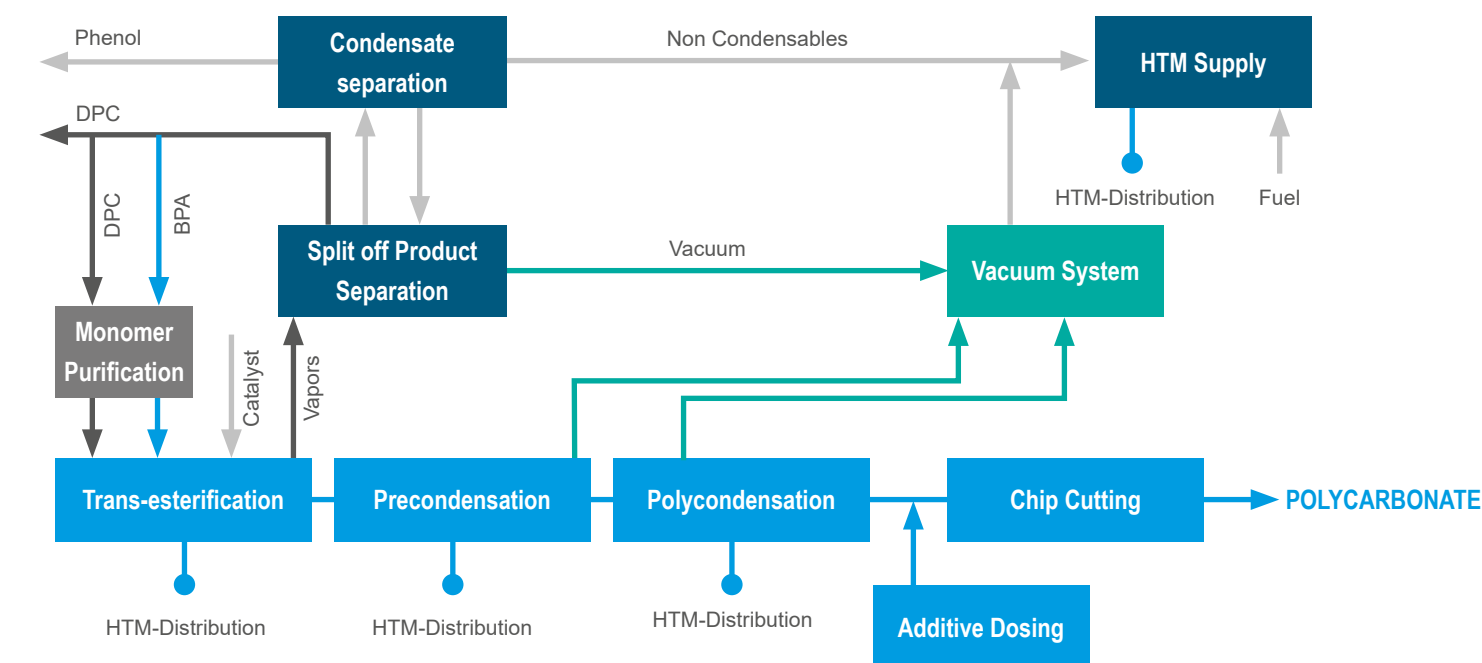 Phenol
Condensate
separation
Non Condensables
HTM Supply
DPC
DPC
BPA
HTM-Distribution
Fuel
Split off Product
Separation
Vacuum
Vacuum System
Monomer
Purification
Catalyst
Vapors
Trans-esterification
Precondensation
Polycondensation
Chip Cutting
POLYCARBONATE
HTM-Distribution
HTM-Distribution
HTM-Distribution
Additive Dosing